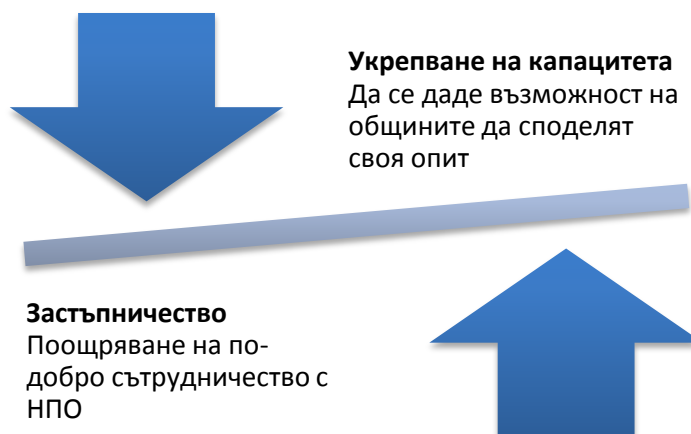 Укрепване на капацитета
Да се даде възможност на
общините да споделят
своя опит
Застъпничество
Поощряване на по-
добро сътрудничество с
НПО